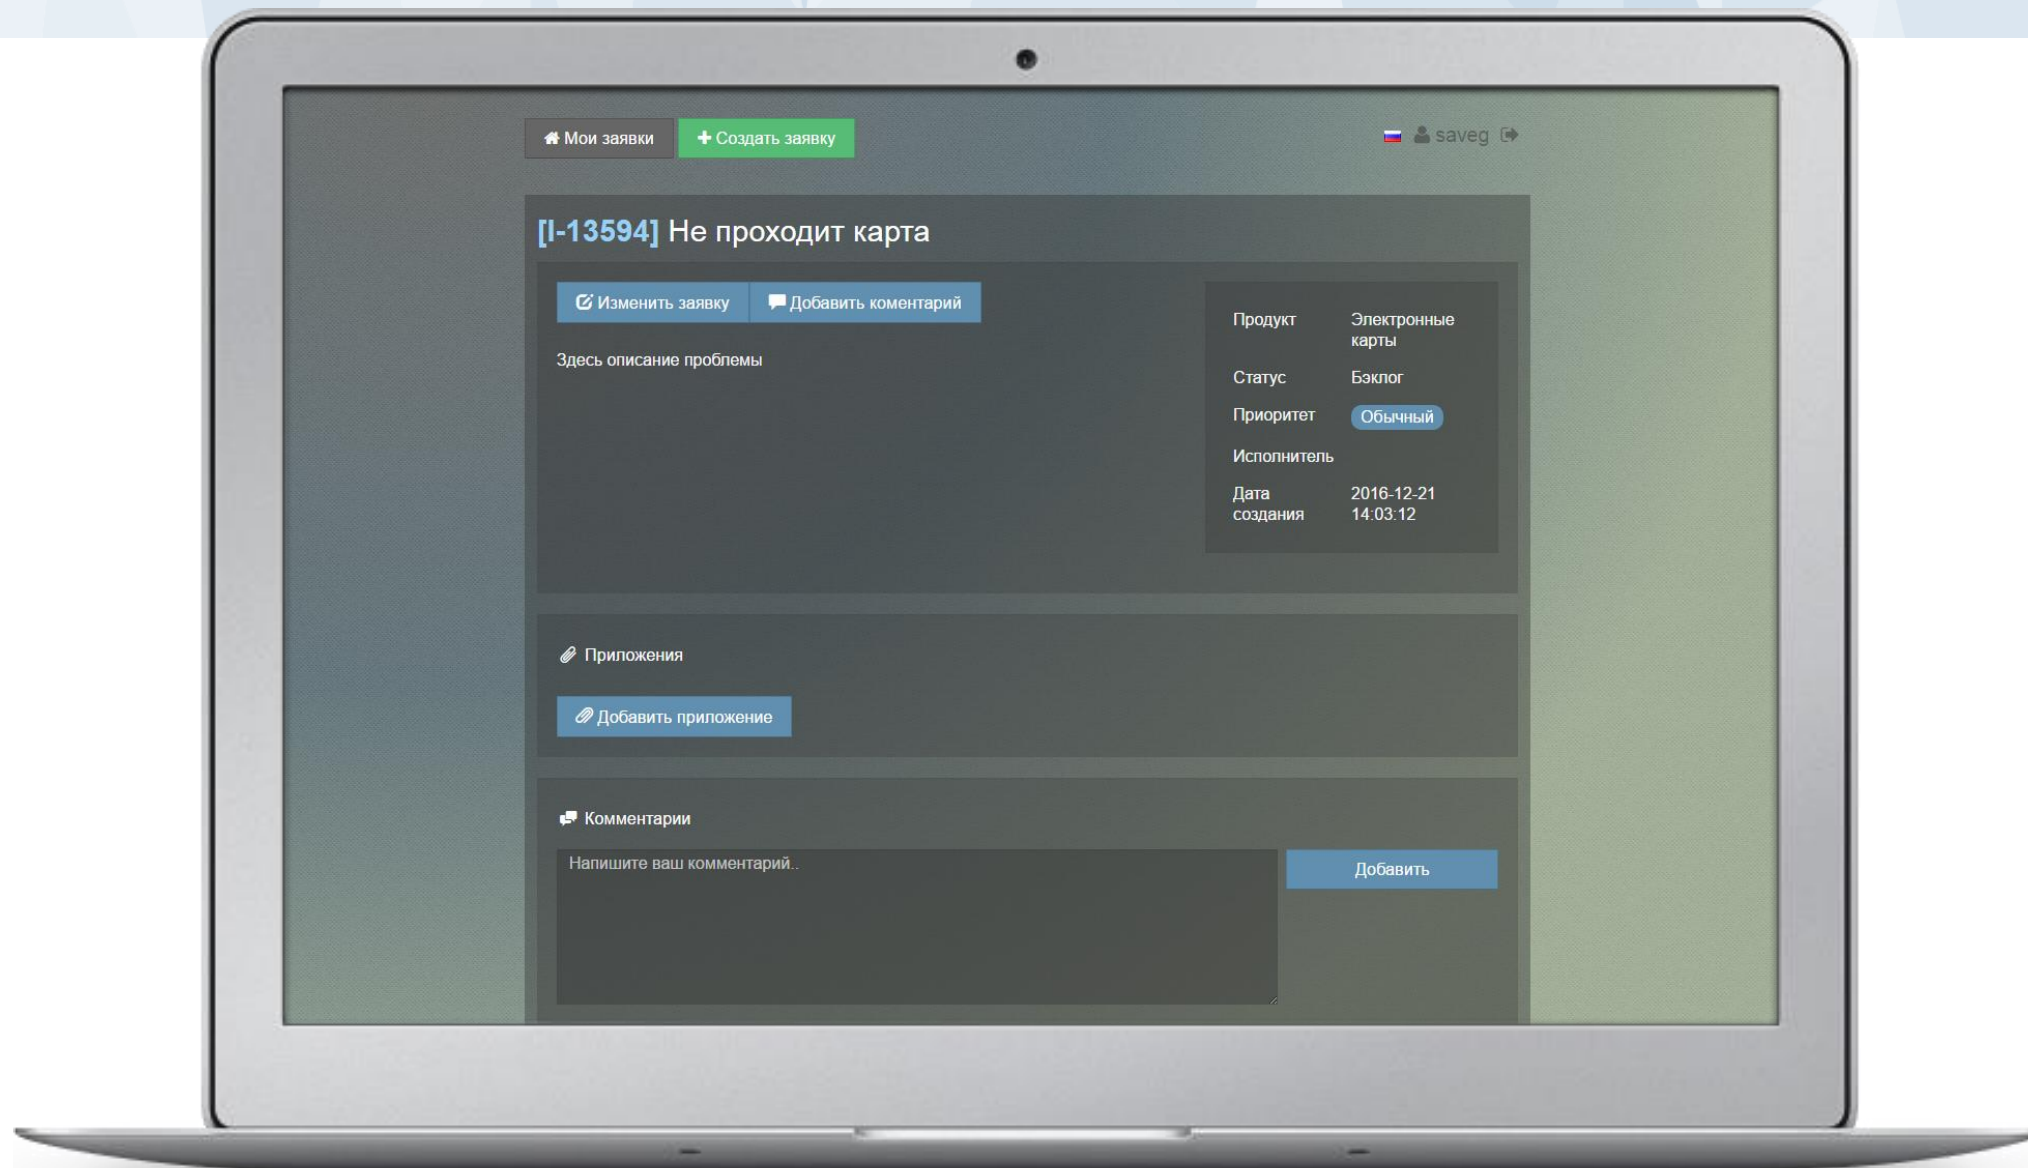 Мои заявки
Создать заявку
saveg
[I-13594] Не проходит карта
Изменить заявку
Добавить коментарий
Здесь описание проблемы
Продукт
Электронные
карты
Статус
Бэклог
Приоритет
Обычный
Исполнитель
Дата
создания
2016-12-21
14:03:12
Приложения
Добавить приложение
Комментарии
Напишите ваш комментарий..
Добавить